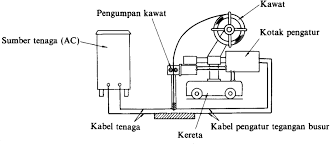 Kawat
Pengumpan kawat
Kotak pengatur
Sumber tenaga (AC)
Kabel tenaga
Kereta
Kabel pengatur tegangan busur